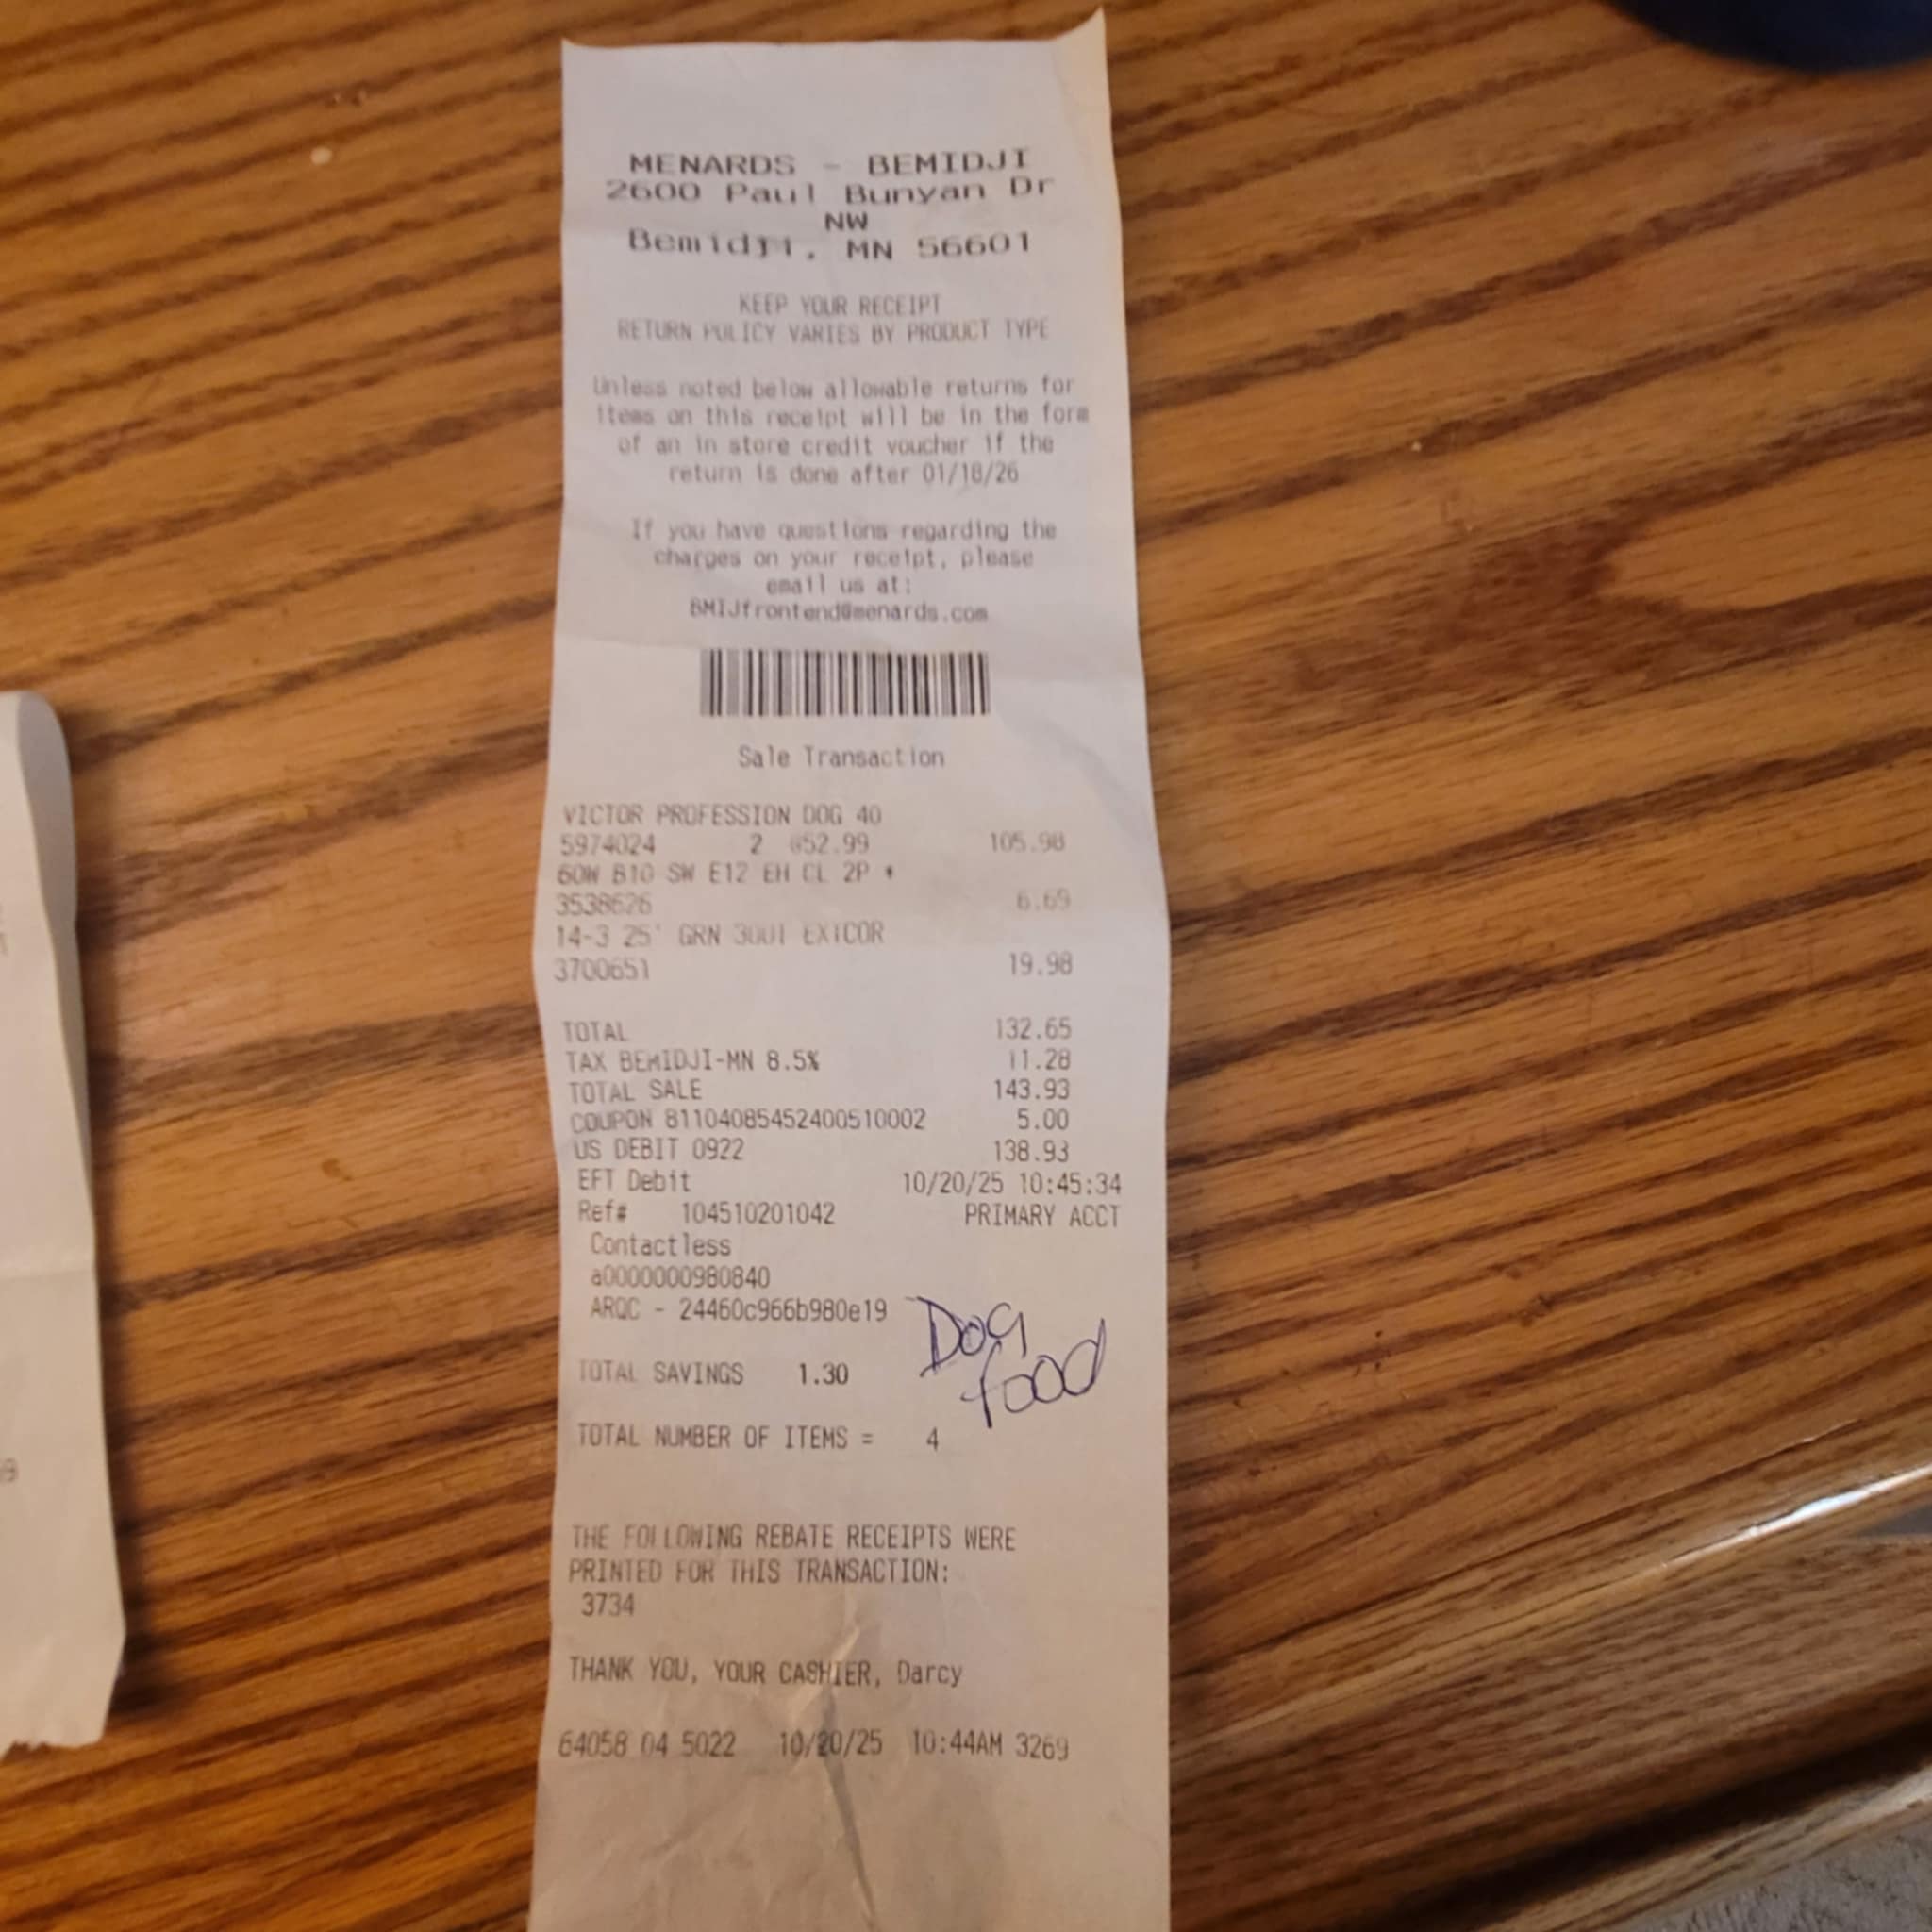 MENARDS - BEMIDJI
2600 Paul Bunyan Dr
NW
Bemidji, MN 56601
KEEP YOUR RECEIPT
RETURN POLICY VARIES BY PRODUCT TYPE
Unless noted below allowable returns for
items on this receipt will be in the form
of an in store credit voucher if the
return is done after 01/18/26
If you have questions regarding the
charges on your receipt, please
email us at:
BMIJfrontend@menards.com
Sale Transaction
VICTOR PROFESSION DOG 40
5974024 2 @52.99 105.98
60W B10 SW E12 EH CL 2P *
3538626 6.69
14-3 25' GRN 3OUT EXTCOR
3700651 19.98
TOTAL 132.65
TAX BEMIDJI-MN 8.5% 11.28
TOTAL SALE 143.93
COUPON 81104085452400510002 5.00
US DEBIT 0922 138.93
EFT Debit 10/20/25 10:45:34
Ref# 104510201042 PRIMARY ACCT
Contactless
a0000000980840
ARQC - 24460c966b980e19
Dog
food
TOTAL SAVINGS 1.30
TOTAL NUMBER OF ITEMS = 4
THE FOLLOWING REBATE RECEIPTS WERE
PRINTED FOR THIS TRANSACTION:
3734
THANK YOU, YOUR CASHIER, Darcy
64058 04 5022 10/20/25 10:44AM 3269